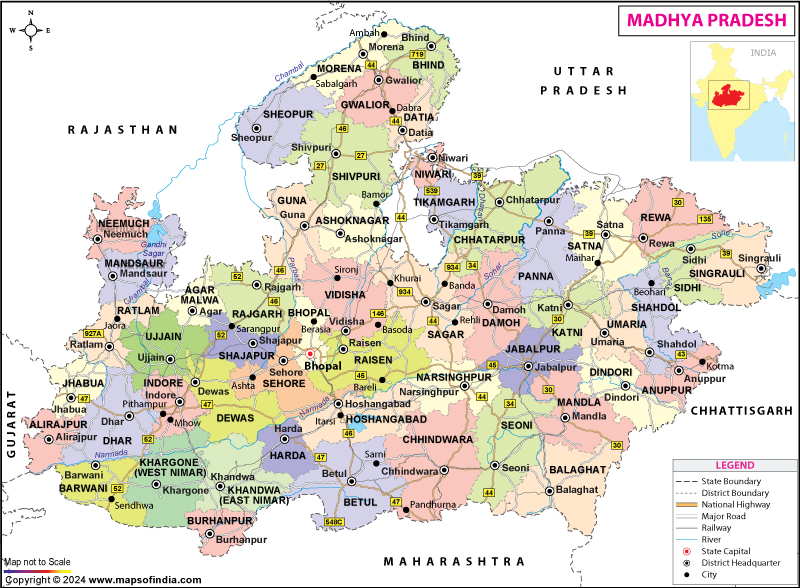 MADHYA PRADESH
INDIA
N
W E
S
UTTAR
PRADESH
RAJASTHAN
GUJARAT
MAHARASHTRA
CHHATTISGARH
Ambah
Bhind
Morena
719
44
BHIND
MORENA
Chambal
Sabalgarh
Gwalior
GWALIOR
Dabra
SHEOPUR
Sheopur
44
DATIA
Datia
46
Shivpuri
27
27
SHIVPURI
Niwari
NIWARI
39
539
TIKAMGARH
Tikamgarh
Dhasan
Chhatarpur
CHHATARPUR
Bamor
GUNA
Guna
ASHOKNAGAR
Ashoknagar
44
Panna
PANNA
Satna
39
SATNA
Maihar
REWA
30
135
Rewa
Sone
Sidhi
39
Singrauli
SINGRAULI
SIDHI
NEEMUCH
Neemuch
Gandhi
Sagar
MANDSAUR
Mandsaur
Chambal
46
52
Rajgarh
Parbati
AGAR
MALWA
Agar
46
RAJGARH
Sarangpur
BHOPAL
Berasia
Sironj
VIDISHA
Vidisha
Khurai
934
934
34
Banda
Sonar
Sagar
Rehli
SAGAR
44
146
Basoda
Damoh
DAMOH
Katni
30
KATNI
UMARIA
Umaria
Beohari
SHAHDOL
Shahdol
43
Kotma
Anuppur
ANUPPUR
RATLAM
Jaora
927A
Ratlam
UJJAIN
Ujjain
52
Shajapur
SHAJAPUR
Sehore
Ashta
SEHORE
Bhopal
Raisen
RAISEN
45
Bareli
JABALPUR
45
Jabalpur
NARSINGHPUR
Narsinghpur
44
30
DINDORI
Dindori
MANDLA
Mandla
JHABUA
Jhabua
47
INDORE
Indore
Pithampur
Mhow
Dewas
47
DEWAS
ALIRAJPUR
Alirajpur
Dhar
DHAR
52
Narmada
Narmada
Hoshangabad
Itarsi
46
HOSHANGABAD
Harda
HARDA
47
CHHINDWARA
Chhindwara
34
SEONI
Seoni
44
30
BALAGHAT
Balaghat
Barwani
BARWANI
52
Sendhwa
KHARGONE
(WEST NIMAR)
Khargone
Khandwa
KHANDWA
(EAST NIMAR)
Betul
Sarni
BETUL
47
Pandhurna
548C
BURHANPUR
Burhanpur
LEGEND
State Boundary
District Boundary
National Highway
Major Road
Railway
River
State Capital
District Headquarter
City
Map not to Scale
Copyright © 2024 www.mapsofindia.com